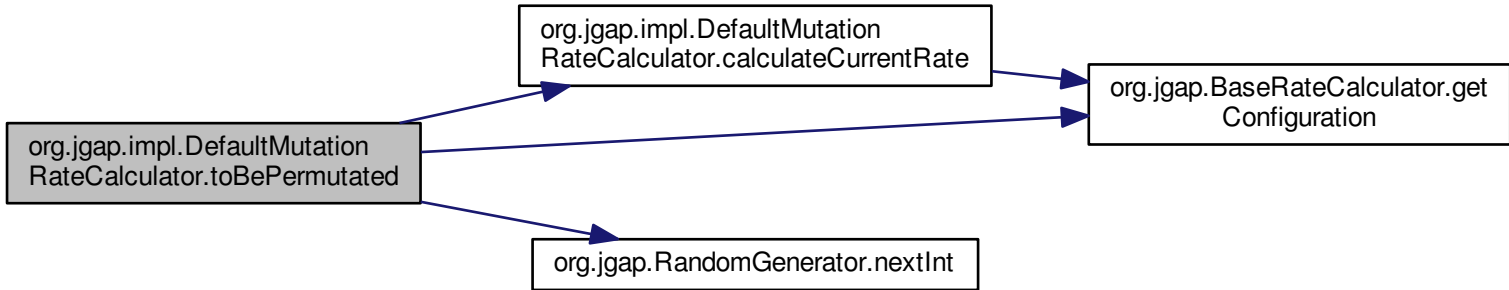 org.jgap.impl.DefaultMutation
RateCalculator.toBePermutated
org.jgap.impl.DefaultMutation
RateCalculator.calculateCurrentRate
org.jgap.BaseRateCalculator.get
Configuration
org.jgap.RandomGenerator.nextInt